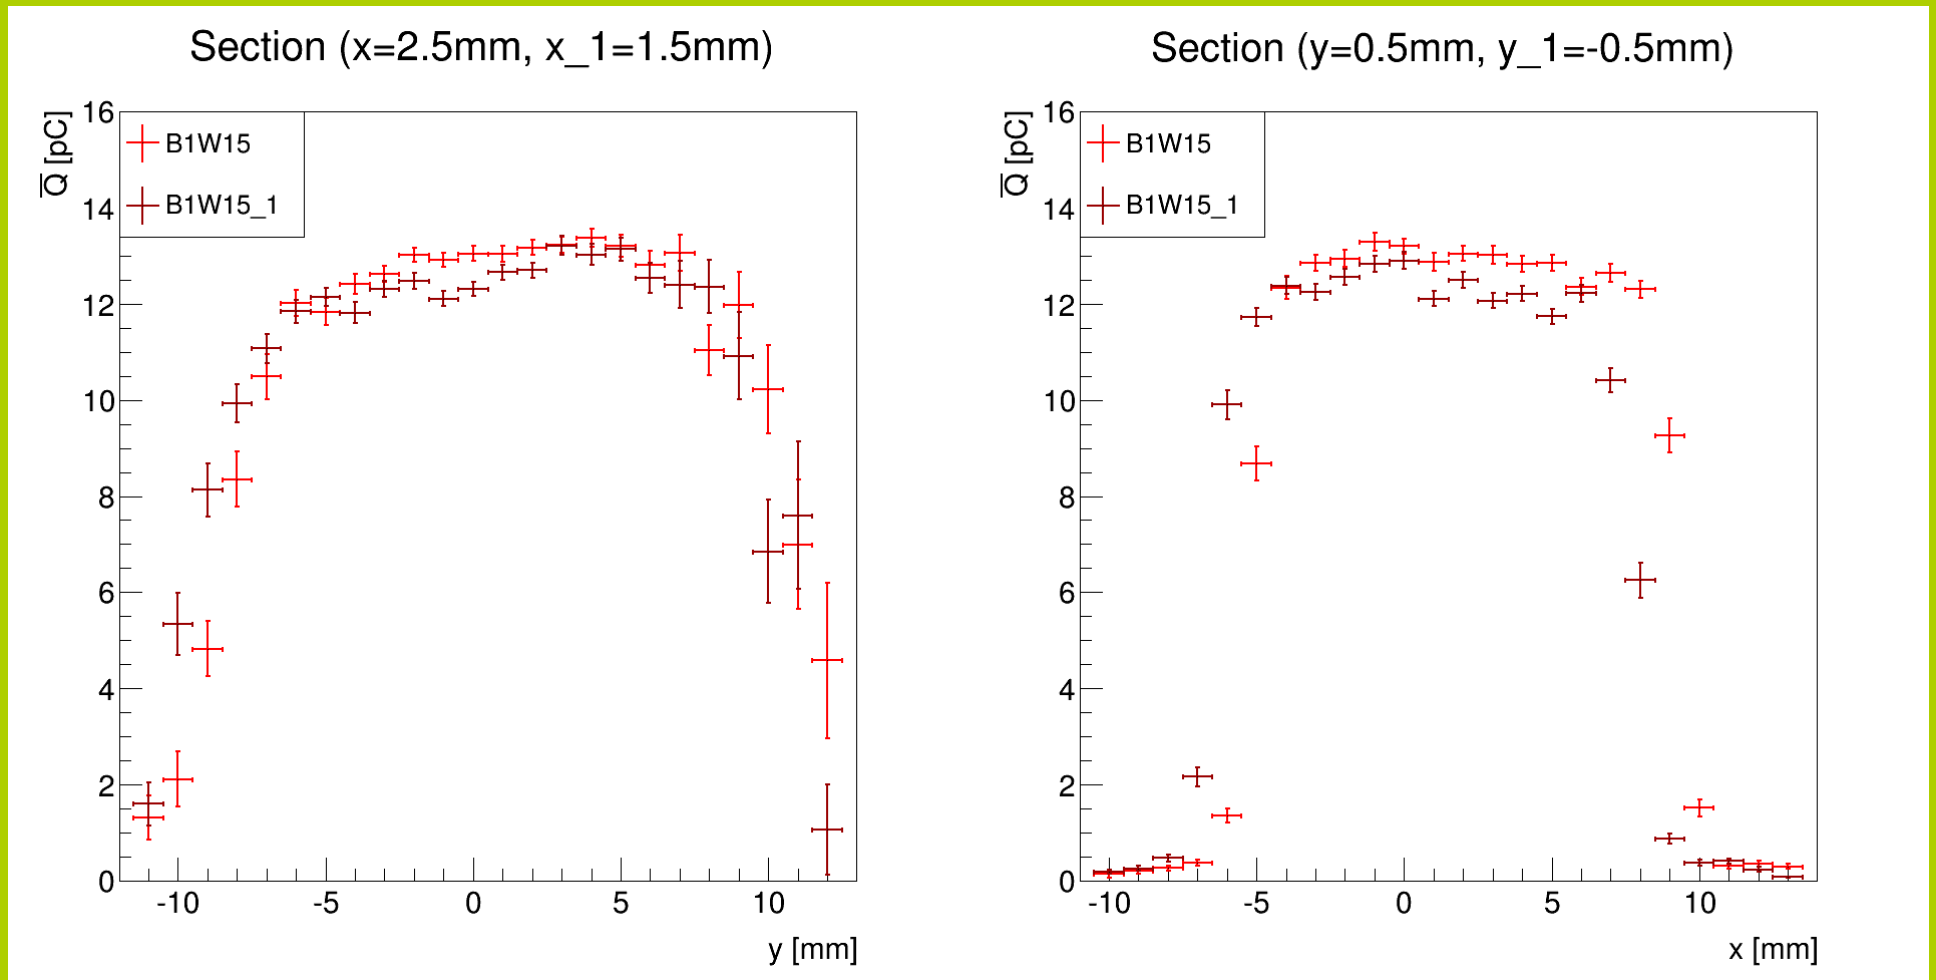 Section (x=2.5mm, x_1=1.5mm)
Q [pC]
16
14
12
10
8
6
4
2
0
B1W15
B1W15_1
-10 -5 0 5 10
y [mm]
Section (y=0.5mm, y_1=-0.5mm)
Q [pC]
16
14
12
10
8
6
4
2
0
B1W15
B1W15_1
-10 -5 0 5 10
x [mm]